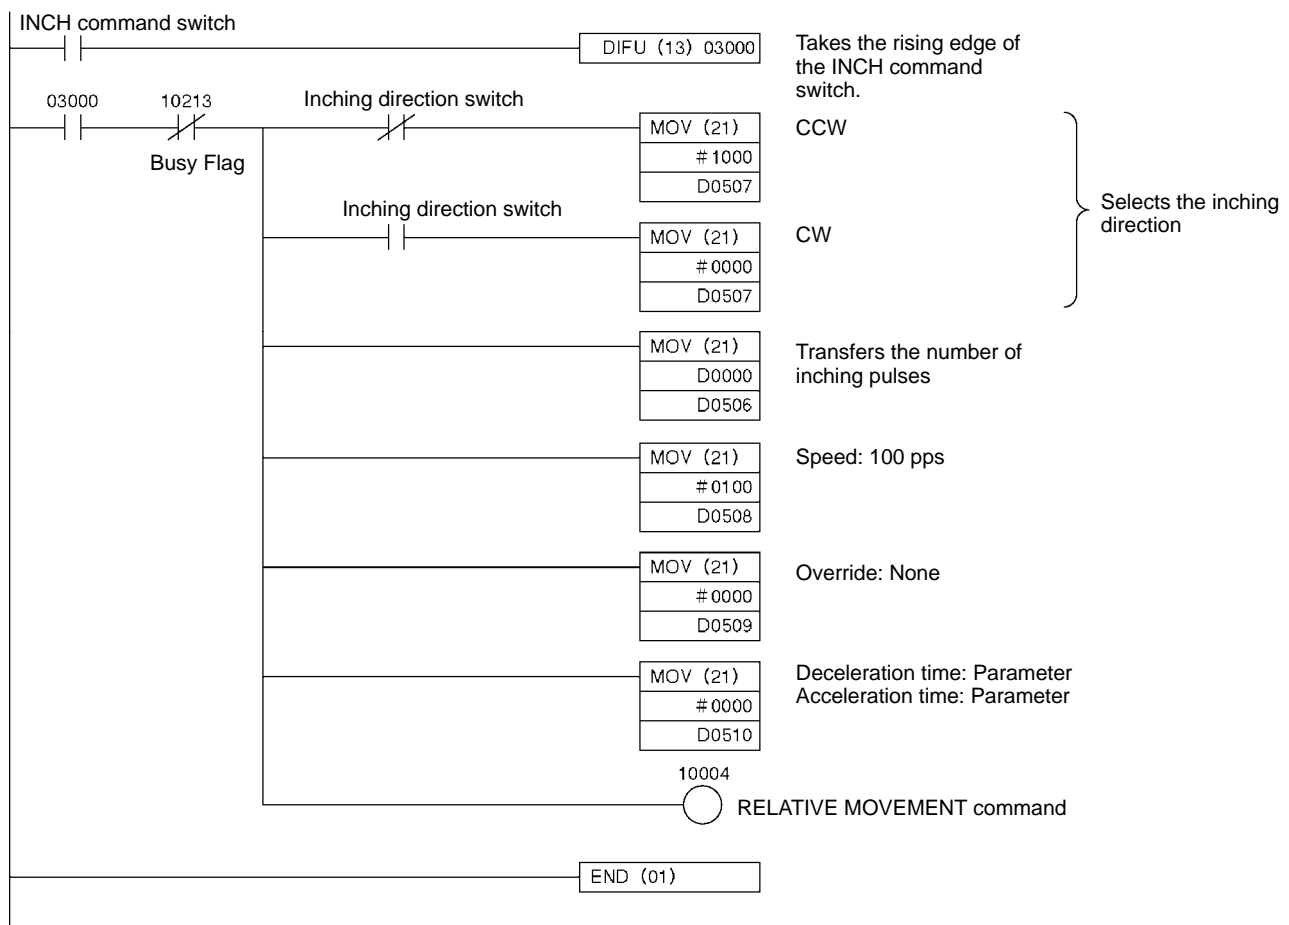 INCH command switch
DIFU (13) 03000
Takes the rising edge of
the INCH command
switch.
03000
10213
Busy Flag
Inching direction switch
MOV (21)
#1000
D0507
CCW
Inching direction switch
MOV (21)
#0000
D0507
CW
Selects the inching
direction
MOV (21)
D0000
D0506
Transfers the number of
inching pulses
MOV (21)
#0100
D0508
Speed: 100 pps
MOV (21)
#0000
D0509
Override: None
MOV (21)
#0000
D0510
Deceleration time: Parameter
Acceleration time: Parameter
10004
RELATIVE MOVEMENT command
END (01)